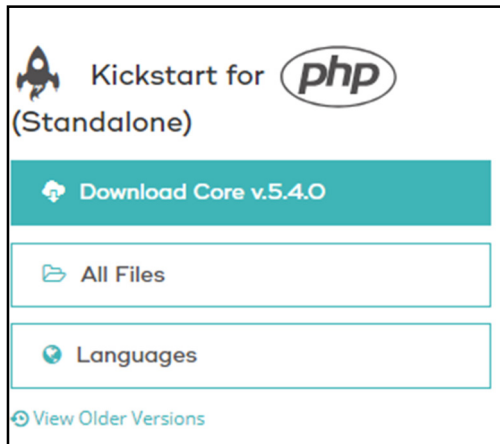 Kickstart for php
(Standalone)
Download Core v.5.4.0
All Files
Languages
View Older Versions